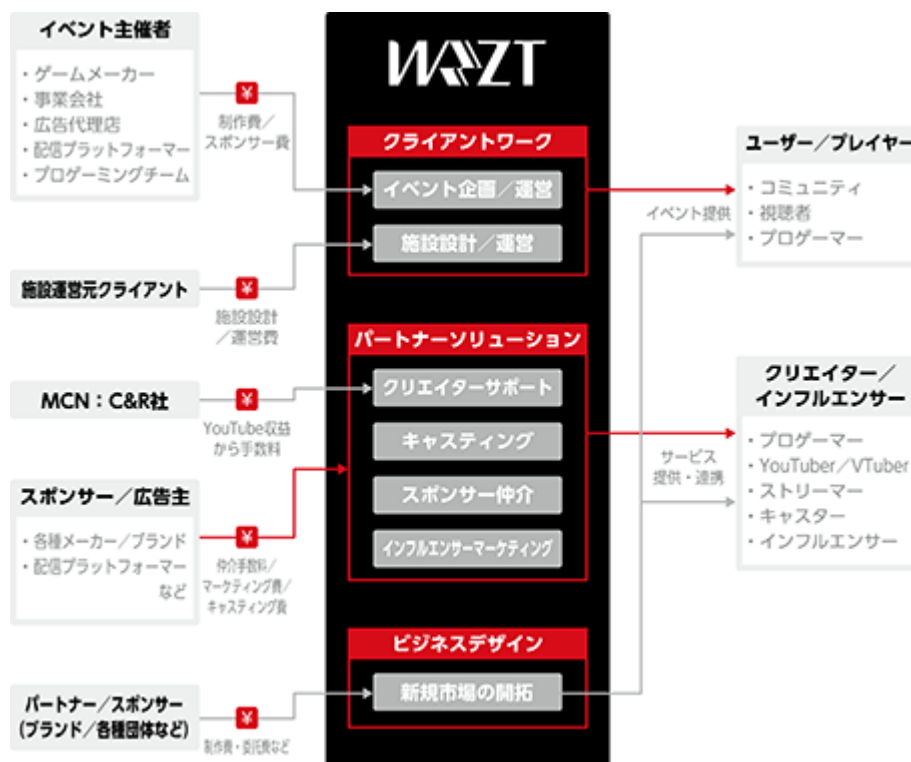 イベント主催者
・ゲームメーカー
・事業会社
・広告代理店
・配信プラットフォーマー
・プロゲーミングチーム
¥
制作費／
スポンサー費
施設運営元クライアント
¥
施設設計
／運営費
MCN：C&R社
¥
YouTube収益
から手数料
スポンサー／広告主
・各種メーカー／ブランド
・配信プラットフォーマー
など
¥
仲介手数料／
マーケティング費／
キャスティング費
パートナー／スポンサー
(ブランド／各種団体など)
¥
制作費・委託費など
WRZT
クライアントワーク
イベント企画／運営
施設設計／運営
パートナーソリューション
クリエイターサポート
キャスティング
スポンサー仲介
インフルエンサーマーケティング
ビジネスデザイン
新規市場の開拓
イベント提供
サービス
提供・連携
ユーザー／プレイヤー
・コミュニティ
・視聴者
・プロゲーマー
クリエイター／
インフルエンサー
・プロゲーマー
・YouTuber／VTuber
・ストリーマー
・キャスター
・インフルエンサー